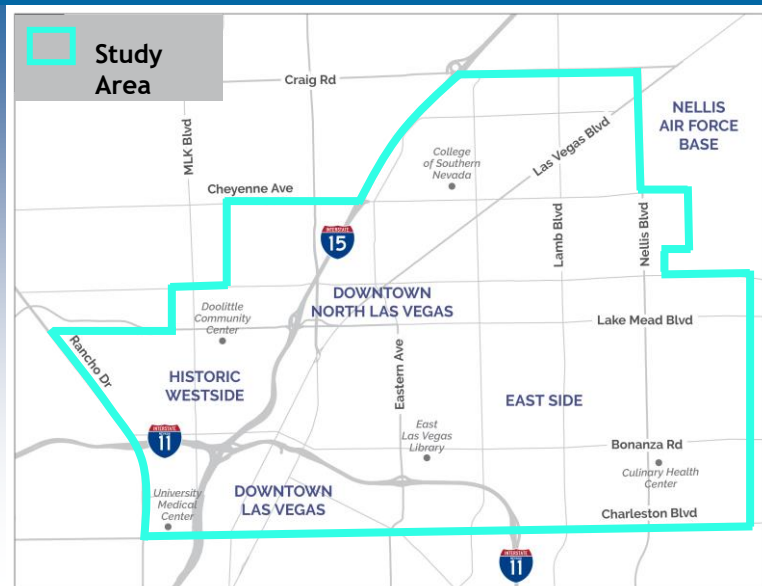 Study
Area
Craig Rd
NELLIS
AIR FORCE
BASE
MLK Blvd
College
of Southern
Nevada
Las Vegas Blvd
Cheyenne Ave
Lamb Blvd
Nellis Blvd
INTERSTATE
15
DOWNTOWN
NORTH LAS VEGAS
Doolittle
Community
Center
Lake Mead Blvd
Rancho Dr
HISTORIC
WESTSIDE
Eastern Ave
EAST SIDE
INTERSTATE
11
East
Las Vegas
Library
Bonanza Rd
Culinary Health
Center
University
Medical
Center
DOWNTOWN
LAS VEGAS
Charleston Blvd
INTERSTATE
11